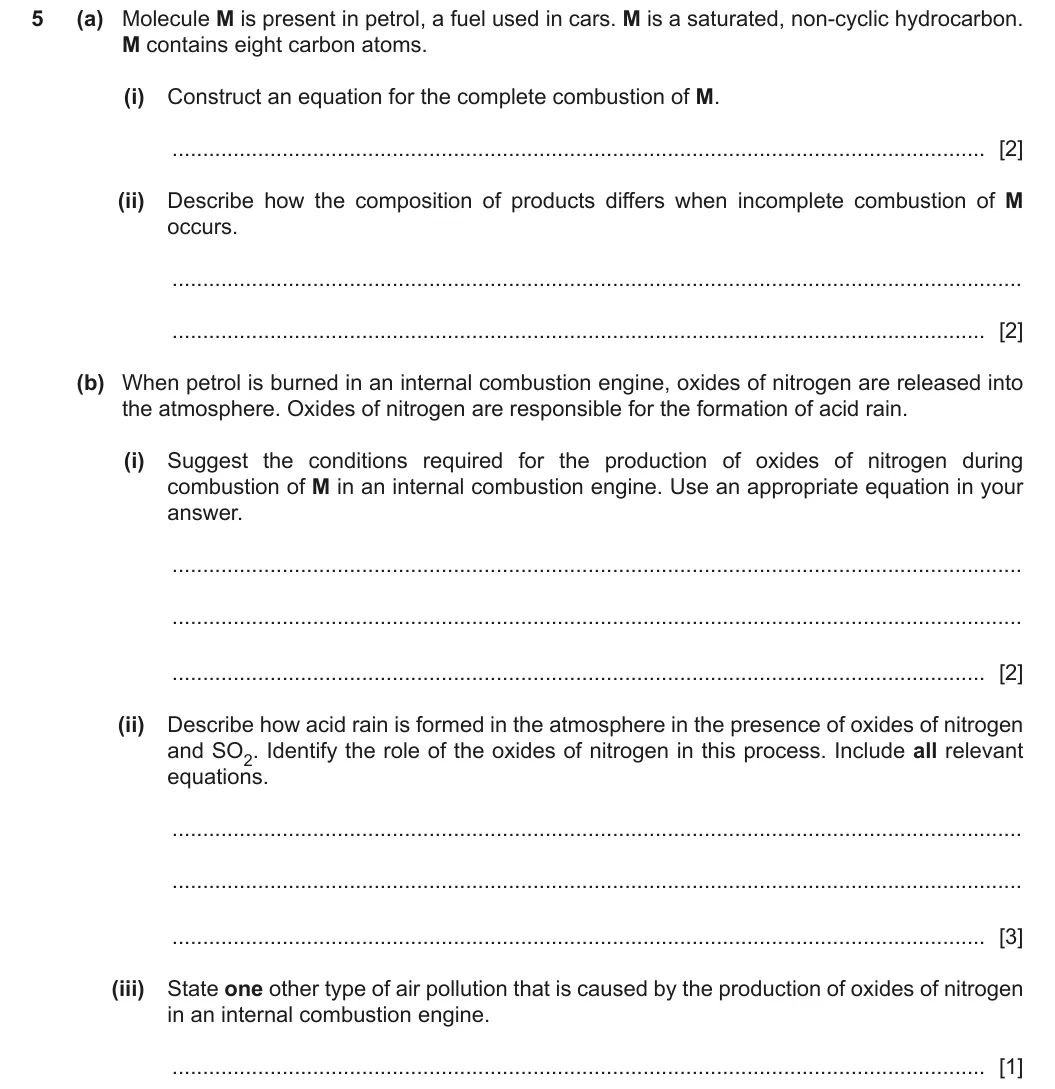 5 (a) Molecule M is present in petrol, a fuel used in cars. M is a saturated, non-cyclic hydrocarbon.
M contains eight carbon atoms.
(i) Construct an equation for the complete combustion of M.
...................................................................................................................................... [2]
(ii) Describe how the composition of products differs when incomplete combustion of M
occurs.
............................................................................................................................................
...................................................................................................................................... [2]
(b) When petrol is burned in an internal combustion engine, oxides of nitrogen are released into
the atmosphere. Oxides of nitrogen are responsible for the formation of acid rain.
(i) Suggest the conditions required for the production of oxides of nitrogen during
combustion of M in an internal combustion engine. Use an appropriate equation in your
answer.
............................................................................................................................................
............................................................................................................................................
...................................................................................................................................... [2]
(ii) Describe how acid rain is formed in the atmosphere in the presence of oxides of nitrogen
and SO₂. Identify the role of the oxides of nitrogen in this process. Include all relevant
equations.
............................................................................................................................................
............................................................................................................................................
...................................................................................................................................... [3]
(iii) State one other type of air pollution that is caused by the production of oxides of nitrogen
in an internal combustion engine.
...................................................................................................................................... [1]